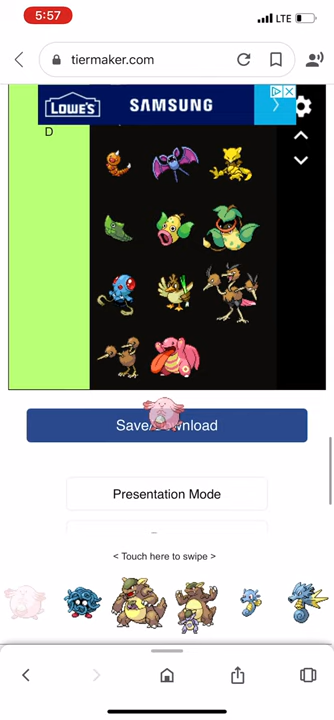 5:57
LTE
tiermaker.com
LOWE'S
SAMSUNG
D
Save/Download
Presentation Mode
< Touch here to swipe >